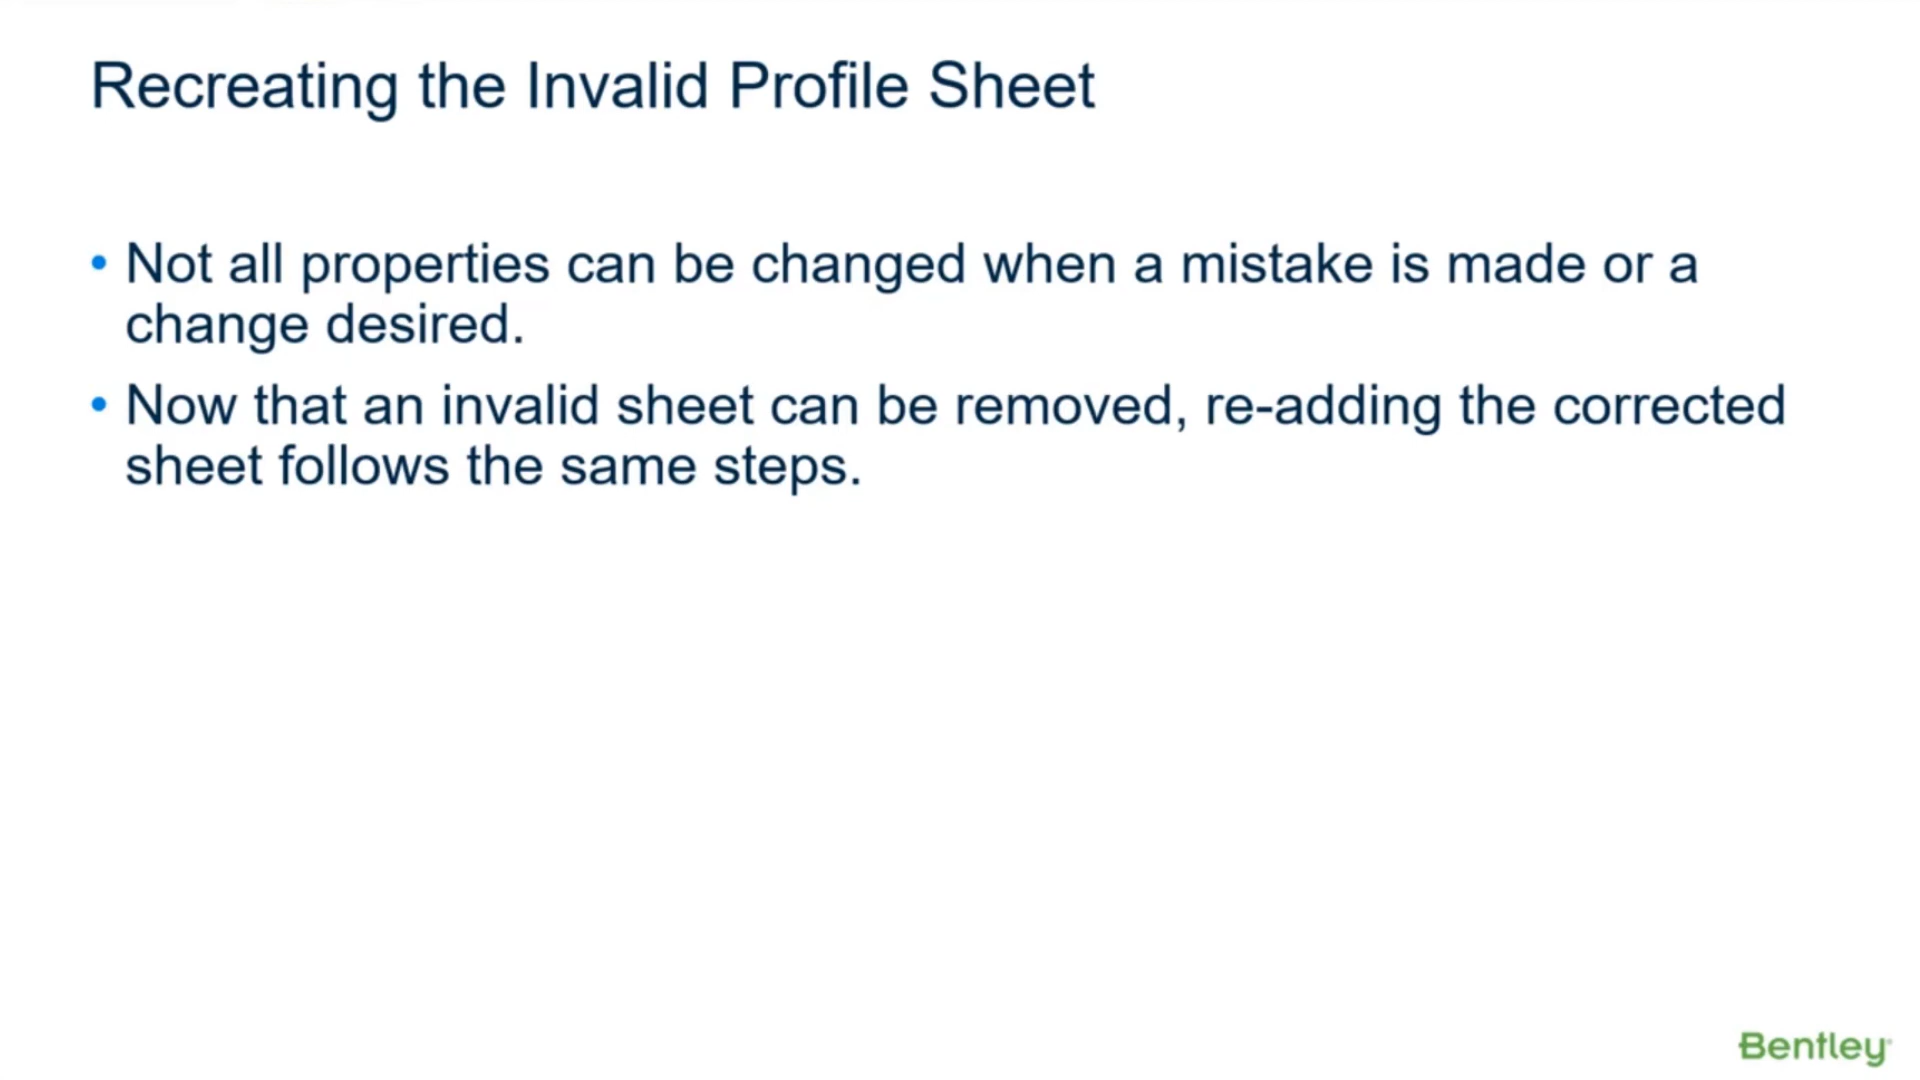 Recreating the Invalid Profile Sheet
• Not all properties can be changed when a mistake is made or a
change desired.
• Now that an invalid sheet can be removed, re-adding the corrected
sheet follows the same steps.
Bentley